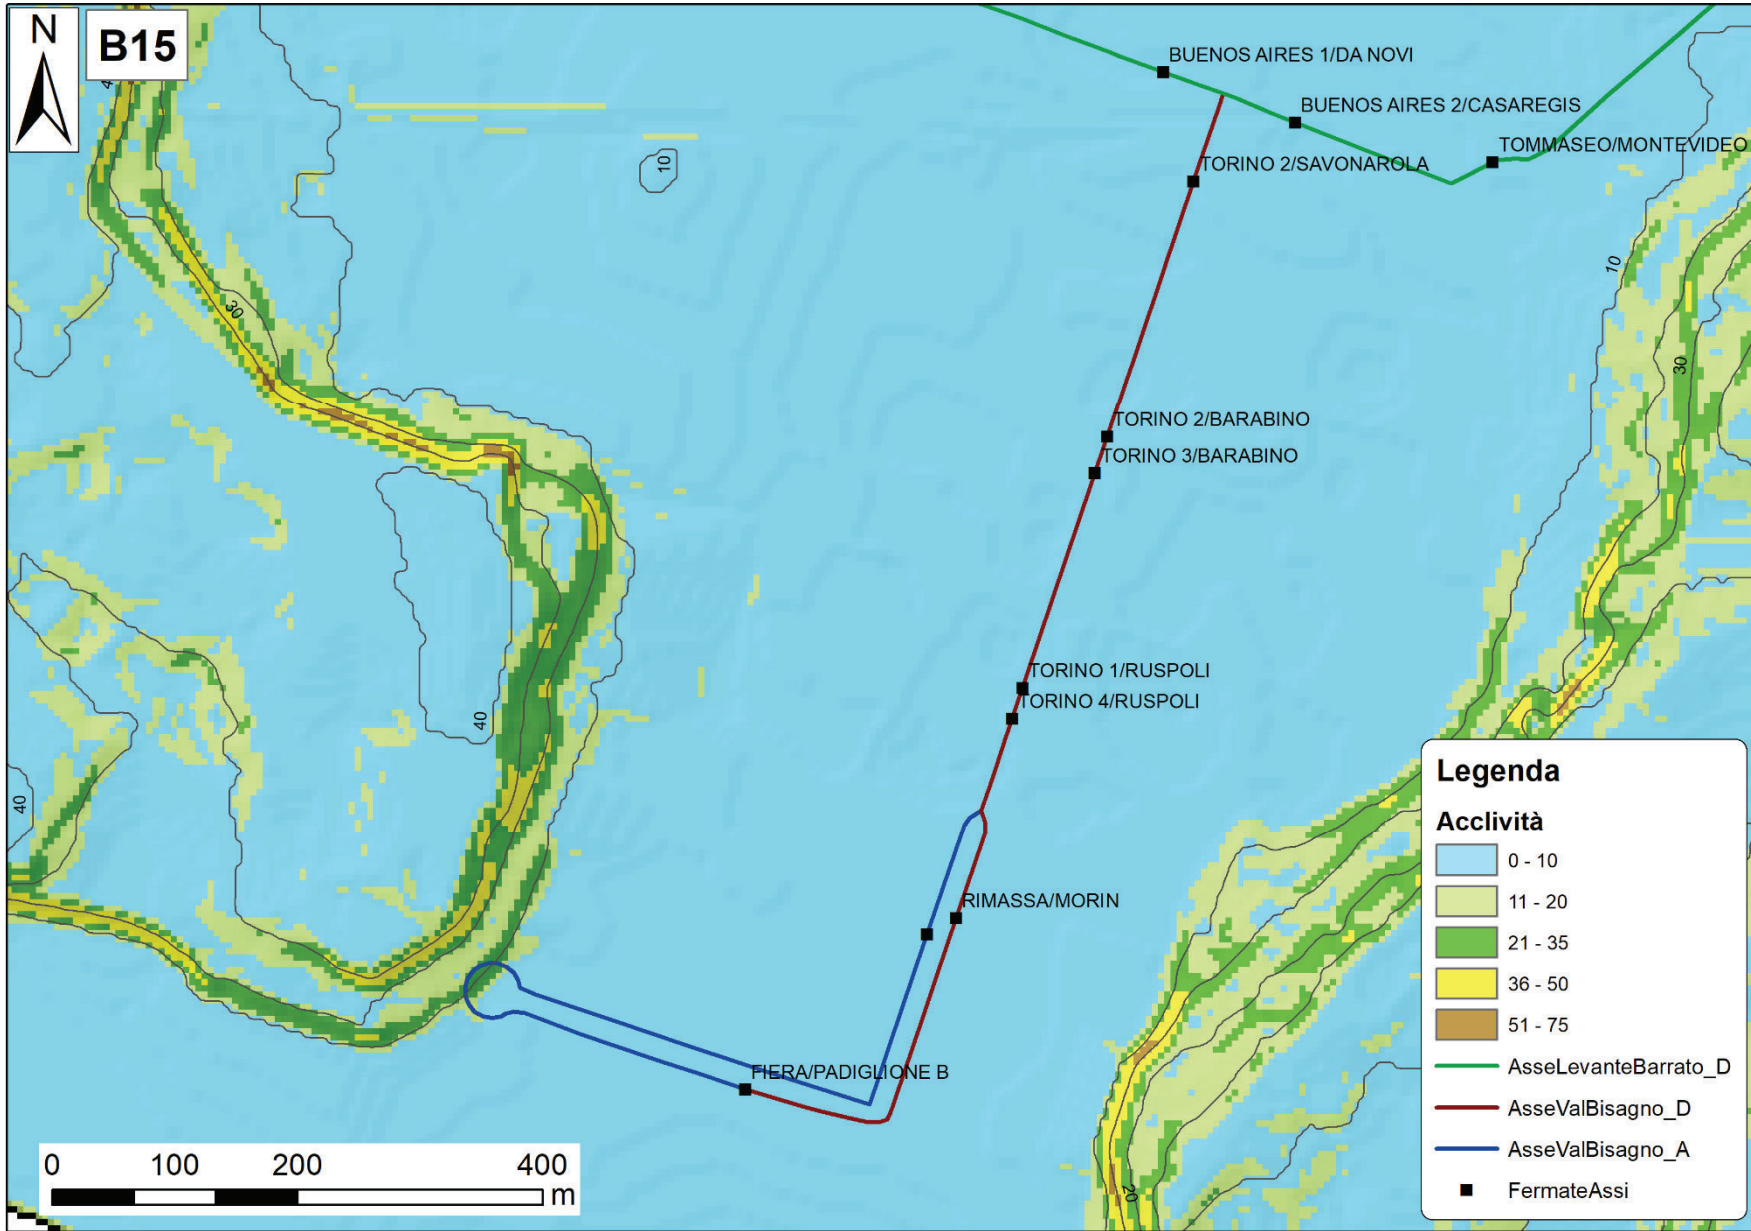 N
B15
BUENOS AIRES 1/DA NOVI
BUENOS AIRES 2/CASAREGIS
TOMMASEO/MONTEVIDEO
TORINO 2/SAVONAROLA
10
10
30
30
TORINO 2/BARABINO
TORINO 3/BARABINO
TORINO 1/RUSPOLI
TORINO 4/RUSPOLI
40
40
RIMASSA/MORIN
FIERA/PADIGLIONE B
20
0 100 200 400
m
Legenda
Acclività
0 - 10
11 - 20
21 - 35
36 - 50
51 - 75
AsseLevanteBarrato_D
AsseValBisagno_D
AsseValBisagno_A
FermateAssi